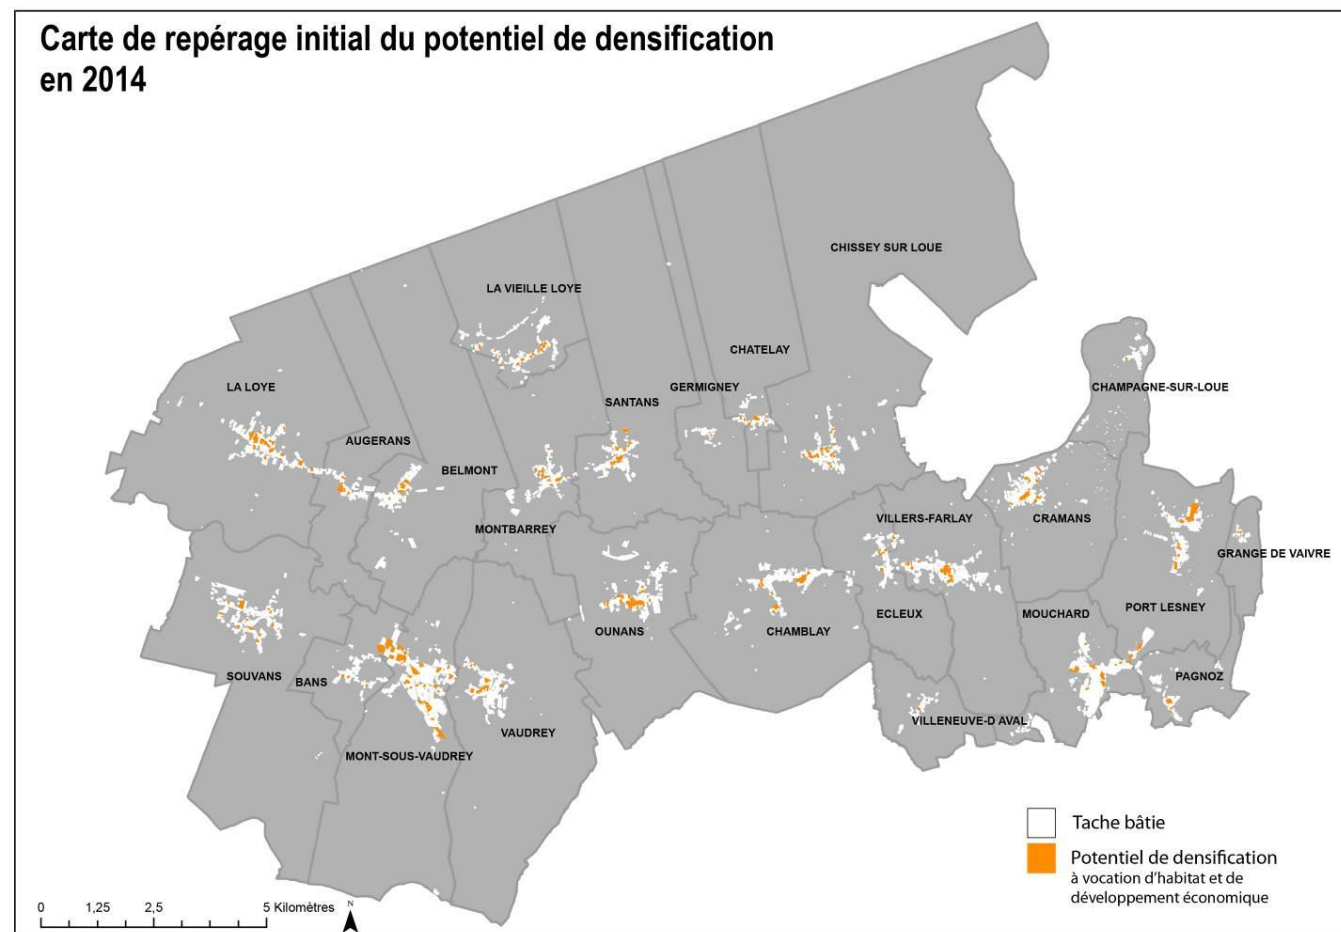 Carte de repérage initial du potentiel de densification
en 2014
CHISSEY SUR LOUE
LA VIEILLE LOYE
CHATELAY
LA LOYE
GERMIGNEY
CHAMPAGNE-SUR-LOUE
SANTANS
AUGERANS
BELMONT
MONTBARREY
VILLERS-FARLAY
CRAMANS
GRANGE DE VAIVRE
OUNANS
CHAMBLAY
ECLEUX
MOUCHARD
PORT LESNEY
SOUVANS
BANS
PAGNOZ
VILLENEUVE-D AVAL
VAUDREY
MONT-SOUS-VAUDREY
Tache bâtie
Potentiel de densification
à vocation d'habitat et de
développement économique
0 1,25 2,5 5 Kilomètres
N